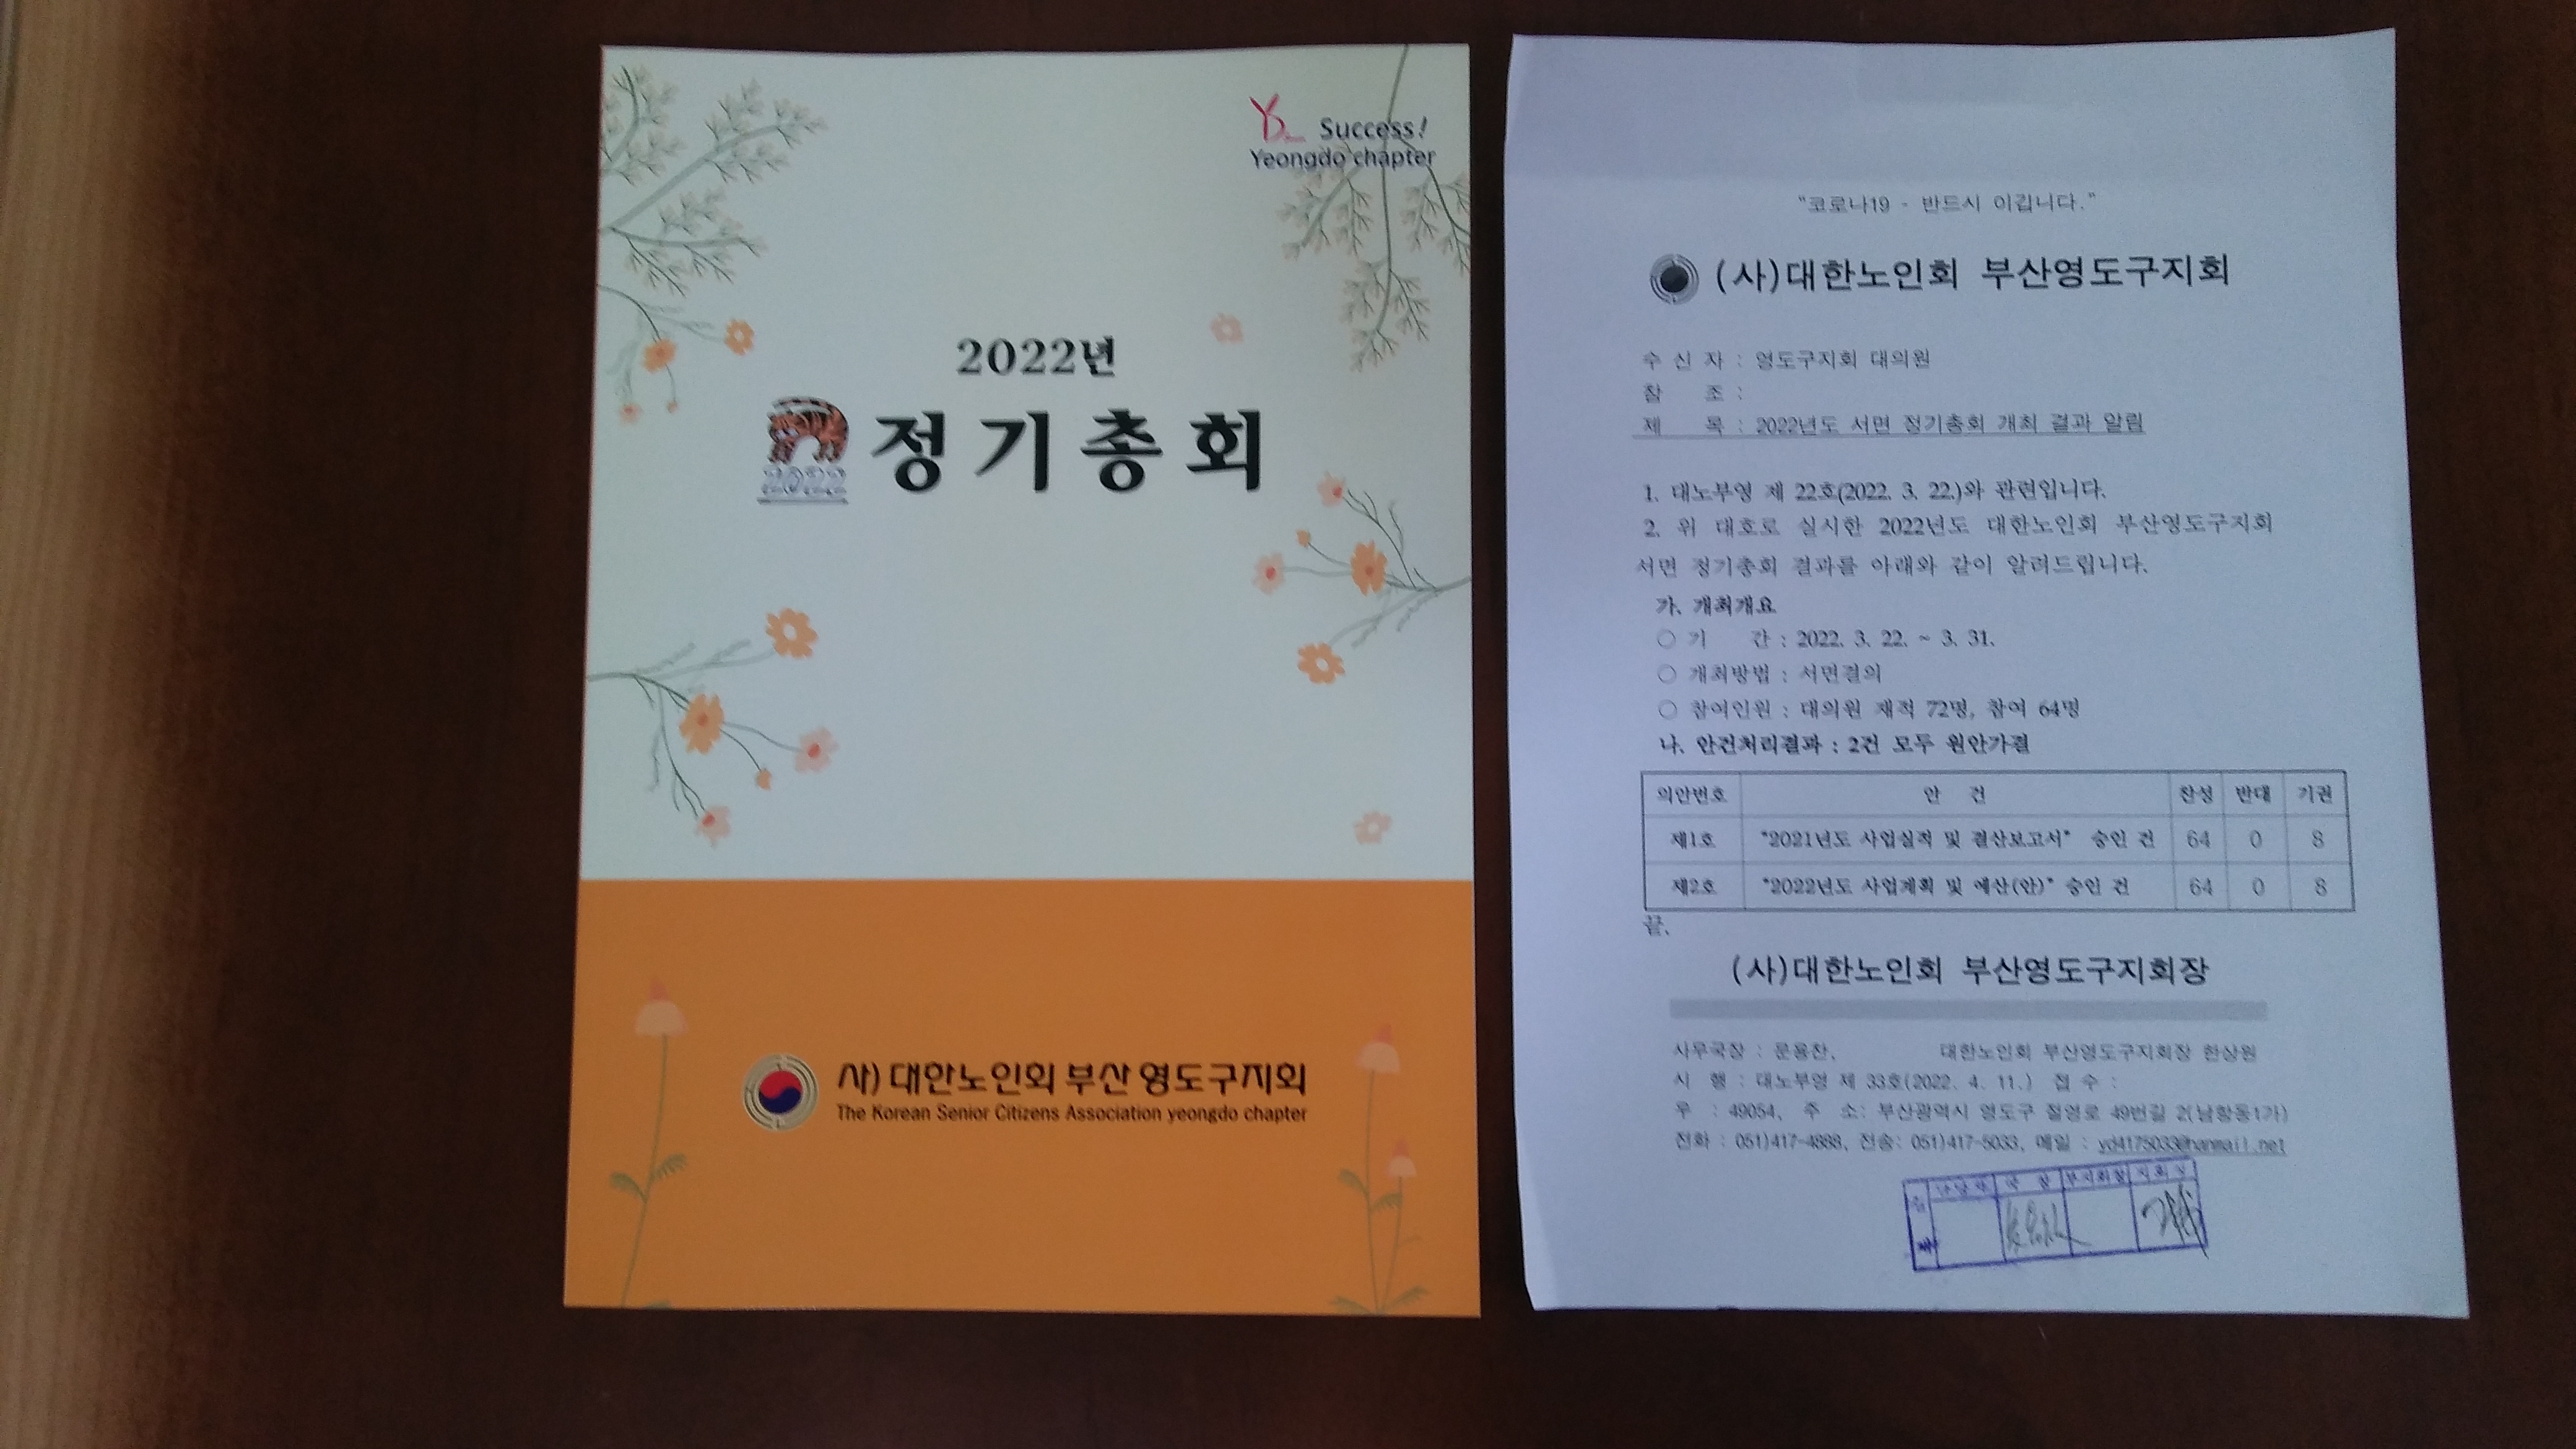 Success!
Yeongdo chapter
2022년
2022
정기총회
사)대한노인회 부산 영도구지회
The Korean Senior Citizens Association yeongdo chapter
"코로나19 - 반드시 이깁니다."
(사)대한노인회 부산영도구지회
수 신 자 : 영도구지회 대의원
참 조 :
제 목 : 2022년도 서면 정기총회 개최 결과 알림
1. 대노부영 제 22호(2022. 3. 22.)와 관련입니다.
2. 위 대호로 실시한 2022년도 대한노인회 부산영도구지회
서면 정기총회 결과를 아래와 같이 알려드립니다.
가. 개최개요
○ 기 간 : 2022. 3. 22. ~ 3. 31.
○ 개최방법 : 서면결의
○ 참여인원 : 대의원 재적 72명, 참여 64명
나. 안건처리결과 : 2건 모두 원안가결
의안번호 안 건 찬성 반대 기권
제1호 "2021년도 사업실적 및 결산보고서" 승인 건 64 0 8
제2호 "2022년도 사업계획 및 예산(안)" 승인 건 64 0 8
끝.
(사)대한노인회 부산영도구지회장
사무국장 : 문용찬, 대한노인회 부산영도구지회장 한상원
시 행 : 대노부영 제 33호(2022. 4. 11.) 접 수 :
우 : 49054, 주 소: 부산광역시 영도구 절영로 49번길 2(남항동1가)
전화 : 051)417-4888, 전송: 051)417-5033, 메일 : yd4175033@hanmail.net
국 장 부지회장 지회장